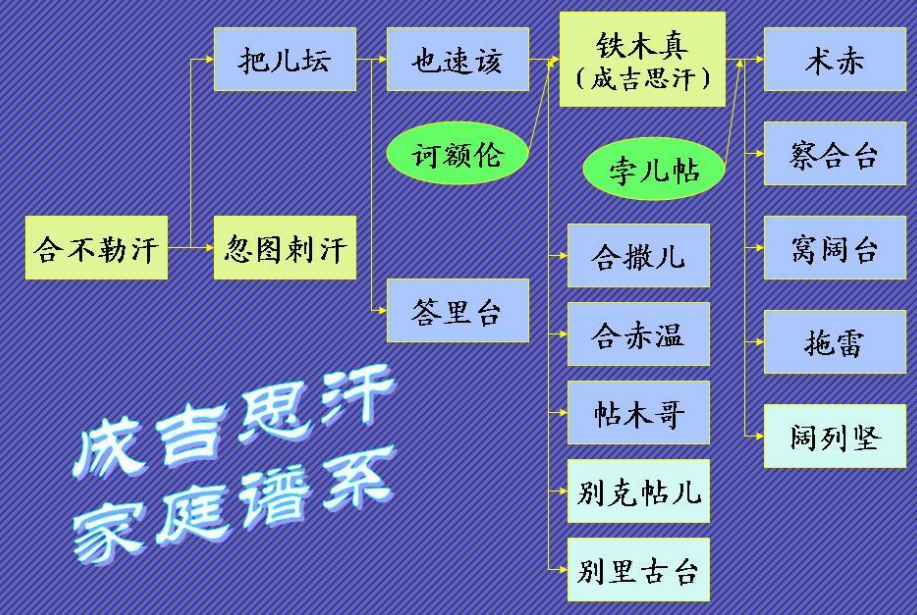 把儿坛
也速该
铁木真
（成吉思汗）
术赤
诃额伦
孛儿帖
察合台
合不勒汗
忽图剌汗
合撒儿
窝阔台
答里台
合赤温
拖雷
帖木哥
阔列坚
别克帖儿
别里古台
成吉思汗
家庭谱系